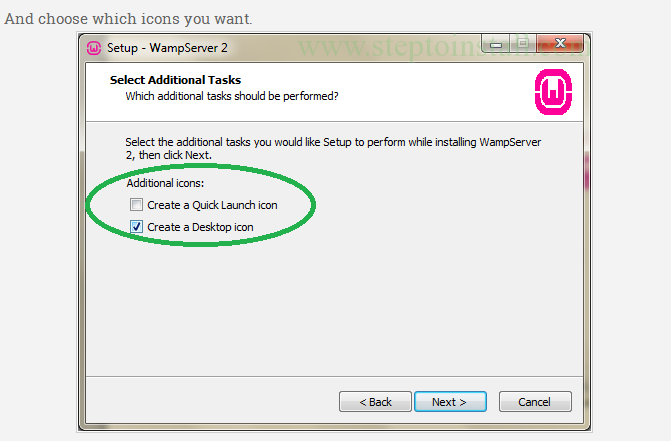 And choose which icons you want.
Setup - WampServer 2
www.steptoinstall.com
Select Additional Tasks
Which additional tasks should be performed?
Select the additional tasks you would like Setup to perform while installing WampServer
2, then click Next.
Additional icons:
Create a Quick Launch icon
Create a Desktop icon
< Back
Next >
Cancel